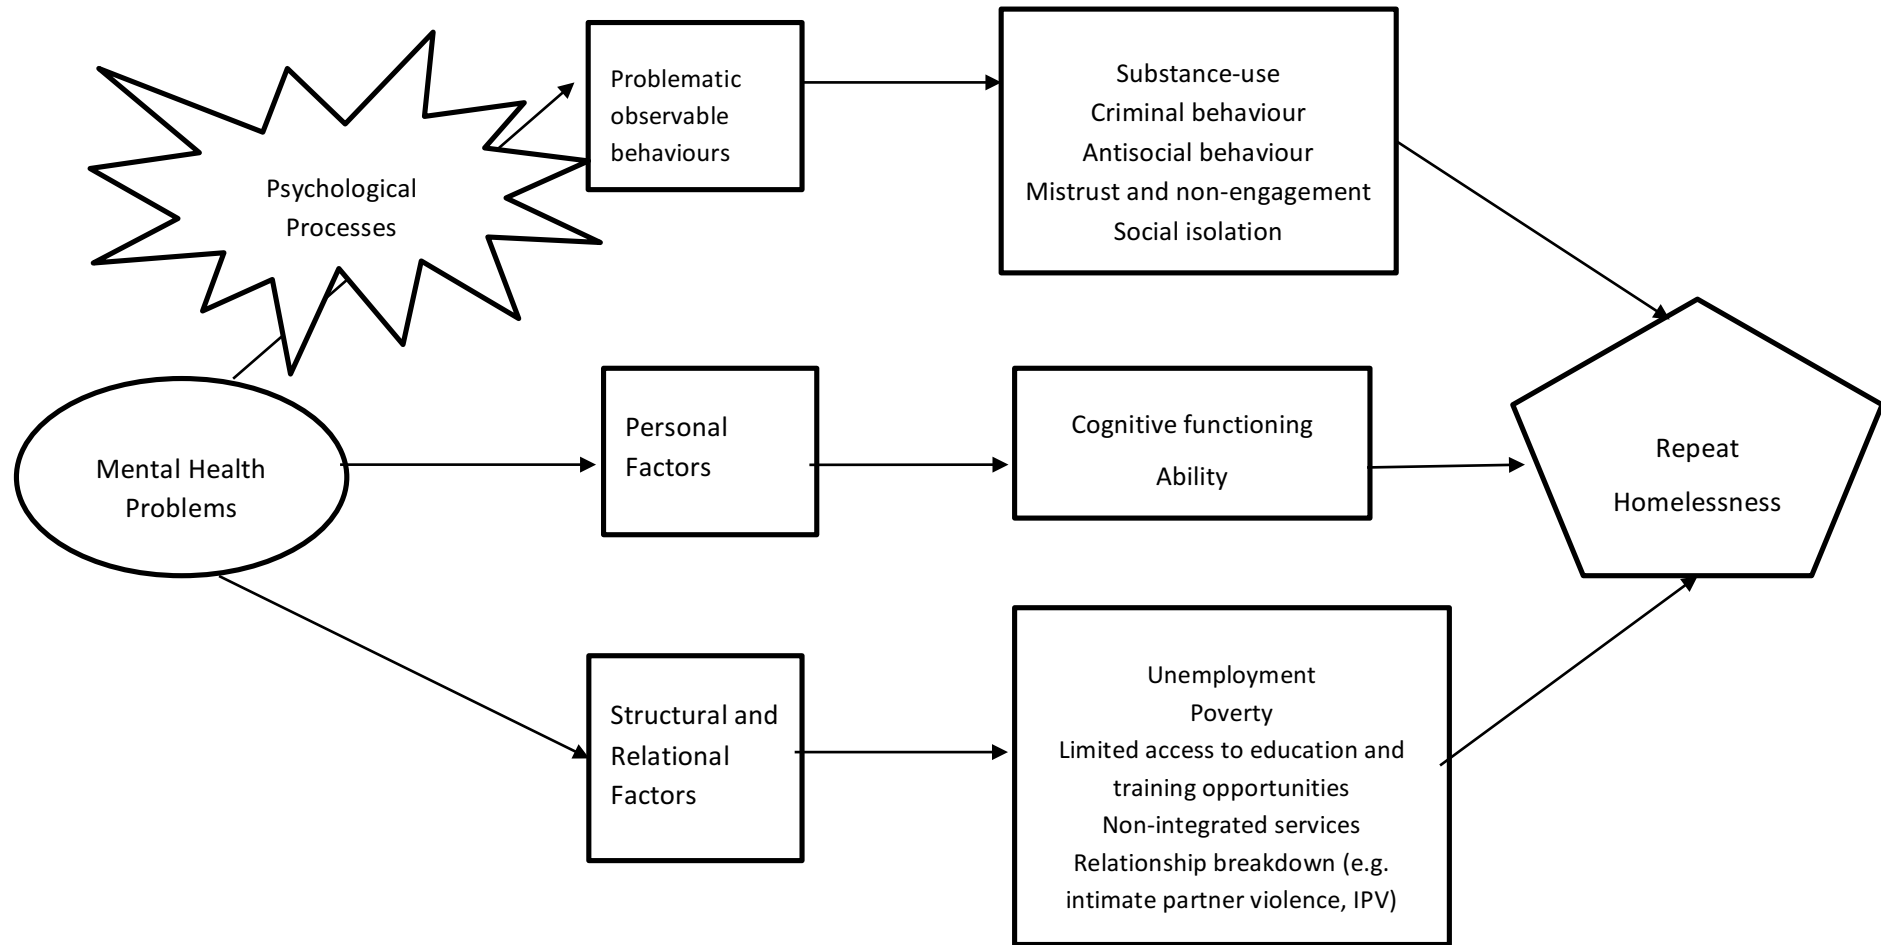 Psychological
Processes
Problematic
observable
behaviours
Substance-use
Criminal behaviour
Antisocial behaviour
Mistrust and non-engagement
Social isolation
Mental Health
Problems
Personal
Factors
Cognitive functioning
Ability
Repeat
Homelessness
Structural and
Relational
Factors
Unemployment
Poverty
Limited access to education and
training opportunities
Non-integrated services
Relationship breakdown (e.g.
intimate partner violence, IPV)